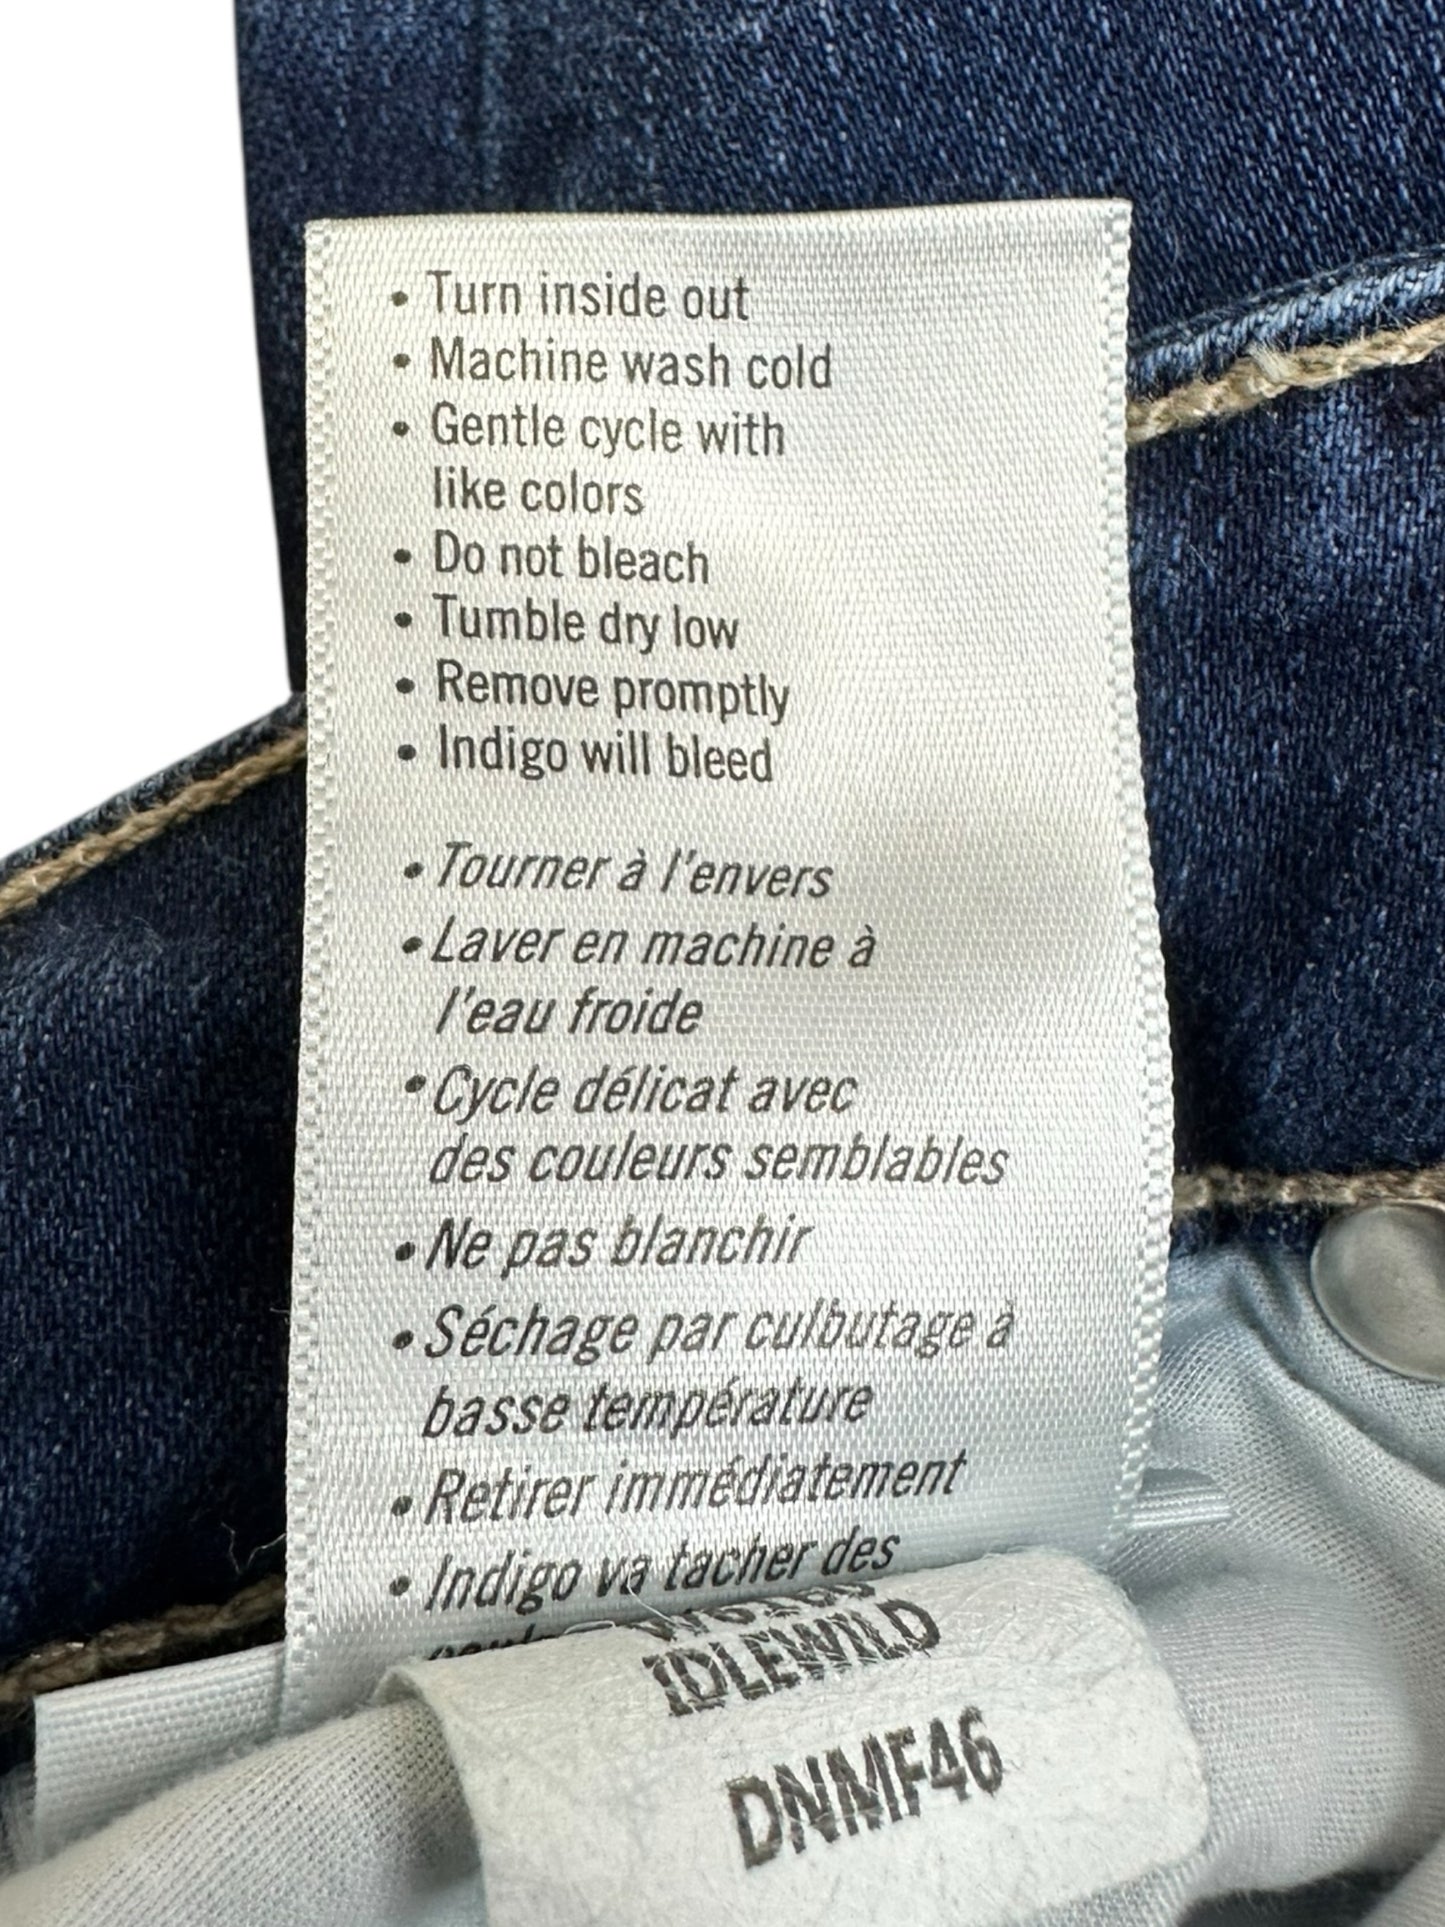 • Turn inside out
• Machine wash cold
• Gentle cycle with
like colors
• Do not bleach
• Tumble dry low
• Remove promptly
• Indigo will bleed
• Tourner à l'envers
• Laver en machine à
l'eau froide
• Cycle délicat avec
des couleurs semblables
• Ne pas blanchir
• Séchage par culbutage à
basse température
• Retirer immédiatement
• Indigo va tacher des
IDLEWILD
DNMF46